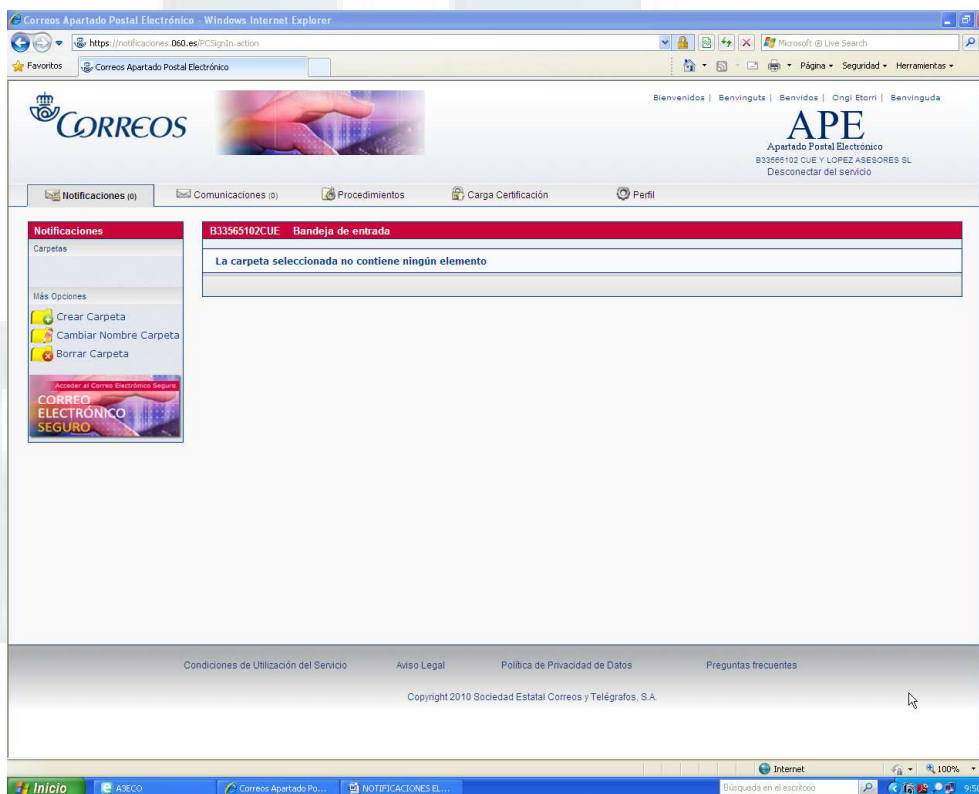 Correos Apartado Postal Electrónico - Windows Internet Explorer
https://notificaciones.060.es/PCSignIn.action
Microsoft @ Live Search
Favoritos
Correos Apartado Postal Electrónico
Página
Seguridad
Herramientas
CORREOS
Bienvenidos | Benvinguts | Benvidos | Ongi Etorri | Benvinguda
APE
Apartado Postal Electrónico
B33565102 CUE Y LOPEZ ASESORES SL
Desconectar del servicio
Notificaciones (0)
Comunicaciones (0)
Procedimientos
Carga Certificación
Perfil
Notificaciones
Carpetas
Más Opciones
Crear Carpeta
Cambiar Nombre Carpeta
Borrar Carpeta
Acceder al Correo Electrónico Seguro
CORREO
ELECTRÓNICO
SEGURO
B33565102CUE Bandeja de entrada
La carpeta seleccionada no contiene ningún elemento
Condiciones de Utilización del Servicio
Aviso Legal
Política de Privacidad de Datos
Preguntas frecuentes
Copyright 2010 Sociedad Estatal Correos y Telégrafos, S.A.
Internet
100%
Inicio
A3ECO
Correos Apartado Po...
NOTIFICACIONES EL...
Búsqueda en el escritorio